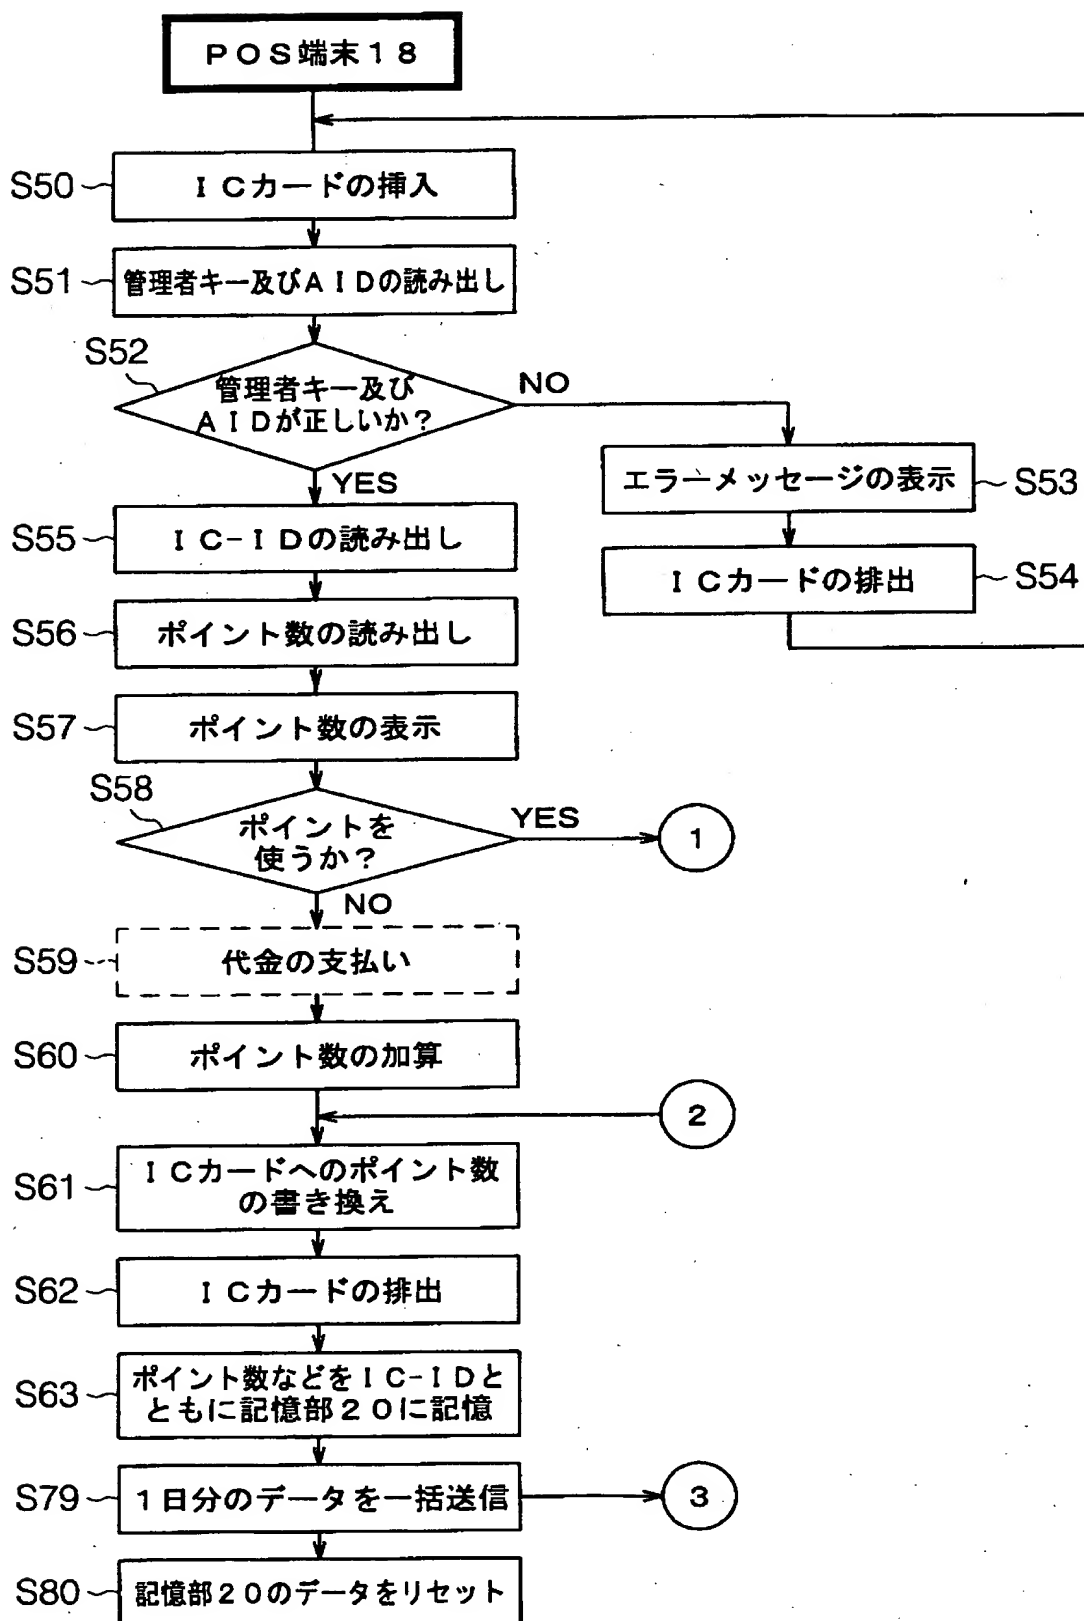 POS端末18
S50
ICカードの挿入
S51
管理者キー及びAIDの読み出し
S52
管理者キー及び
AIDが正しいか?
NO
YES
エラーメッセージの表示
S53
ICカードの排出
S54
S55
IC-IDの読み出し
S56
ポイント数の読み出し
S57
ポイント数の表示
S58
ポイントを
使うか?
YES
1
NO
S59
代金の支払い
S60
ポイント数の加算
2
S61
ICカードへのポイント数
の書き換え
S62
ICカードの排出
S63
ポイント数などをIC-IDと
ともに記憶部20に記憶
S79
1日分のデータを一括送信
3
S80
記憶部20のデータをリセット